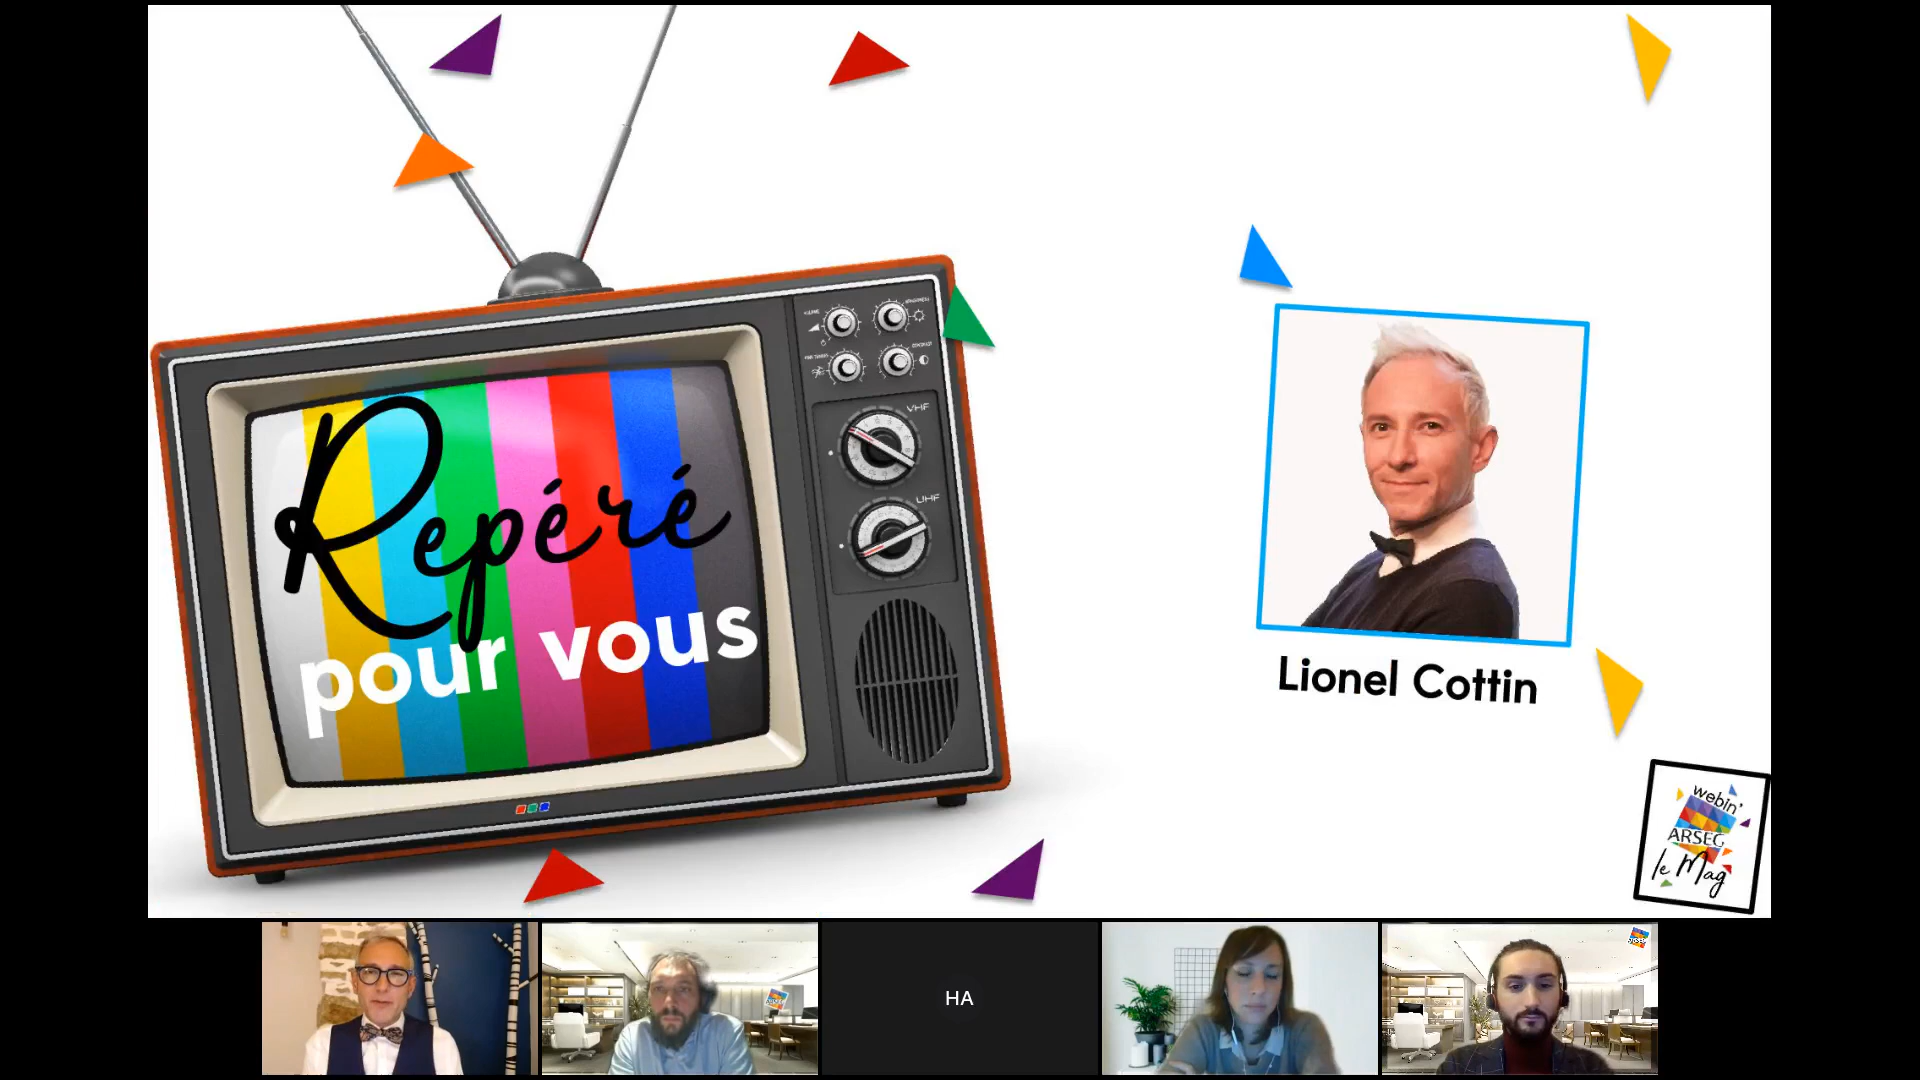 Repéré
pour vous
VHF
UHF
Lionel Cottin
webin'
ARSEG
le Mag
HA